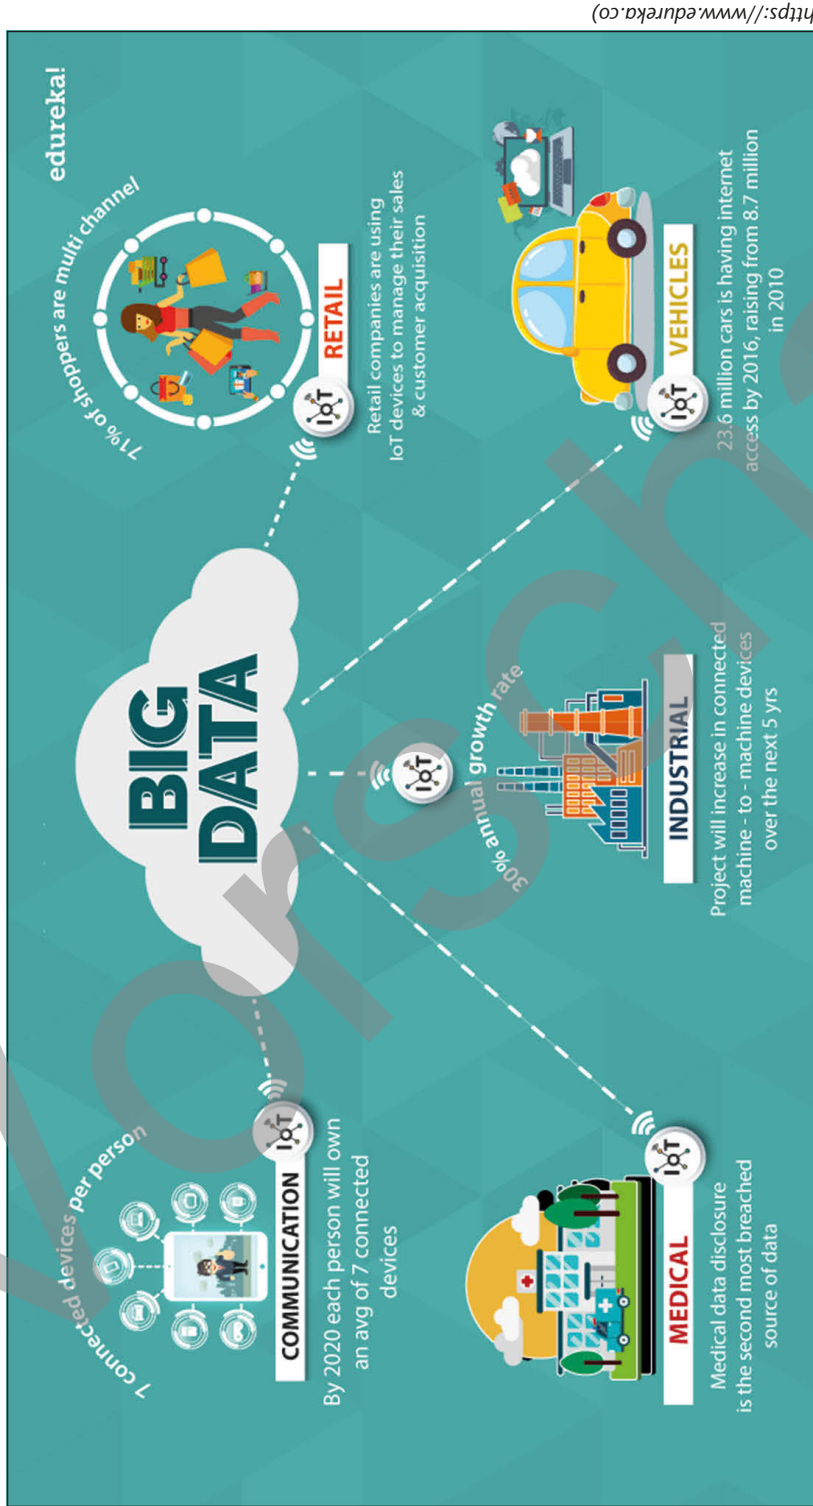 edureka!
7 connected devices per person
IoT
COMMUNICATION
By 2020 each person will own
an avg of 7 connected
devices
BIG
DATA
71% of shoppers are multi channel
IoT
RETAIL
Retail companies are using
IoT devices to manage their sales
& customer acquisition
IoT
MEDICAL
Medical data disclosure
is the second most breached
source of data
IoT
30% annual growth rate
INDUSTRIAL
Project will increase in connected
machine - to - machine devices
over the next 5 yrs
IoT
VEHICLES
23.6 million cars is having internet
access by 2016, raising from 8.7 million
in 2010
https://www.edureka.co)